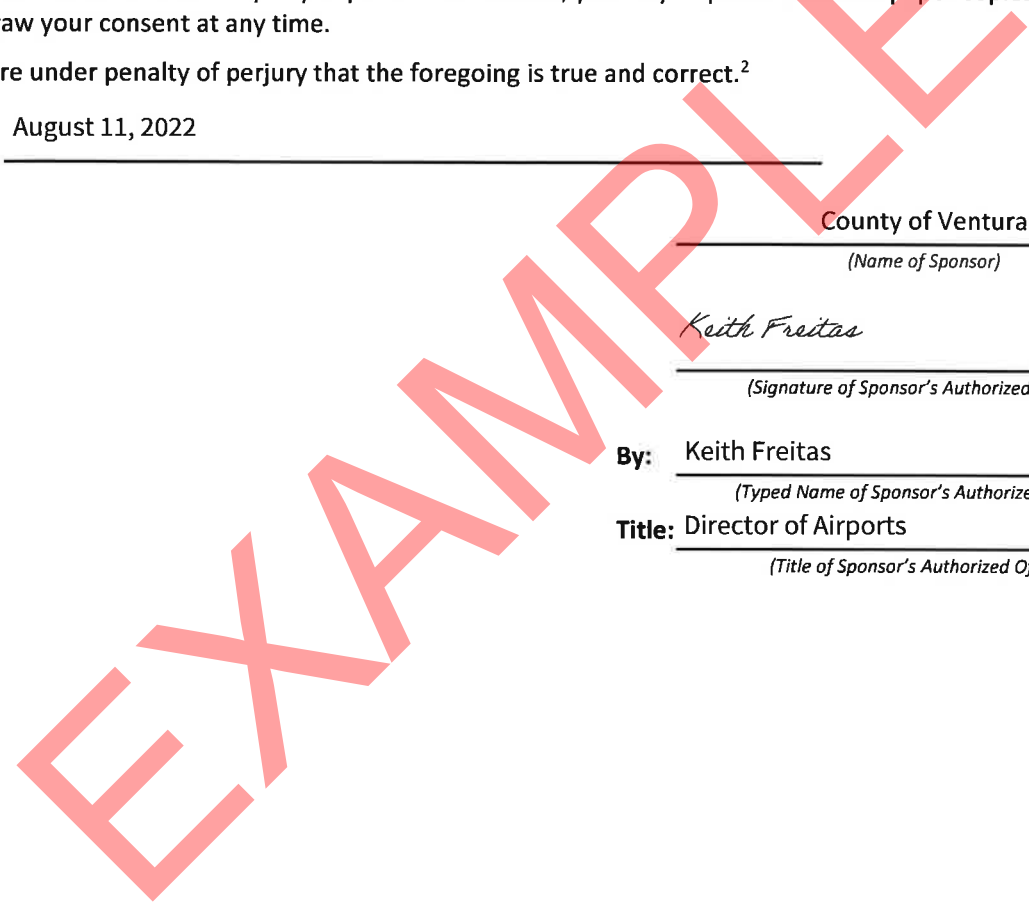 raw your consent at any time.
re under penalty of perjury that the foregoing is true and correct.²
August 11, 2022
County of Ventura
(Name of Sponsor)
Keith Freitas
(Signature of Sponsor’s Authorized
By: Keith Freitas
(Typed Name of Sponsor’s Authorize
Title: Director of Airports
(Title of Sponsor’s Authorized Of
EXAMPLE